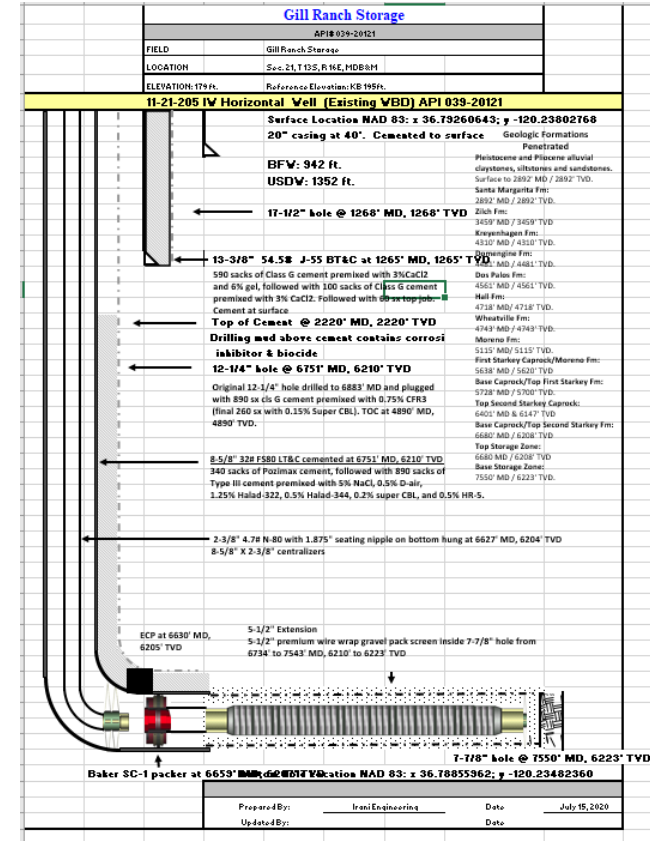 Gill Ranch Storage
API# 039-20121
FIELD Gill Ranch Storage
LOCATION Sec. 21, T13S, R16E, MDB&M
ELEVATION: 179 ft. Reference Elevation: KB 195ft.
11-21-205 IW Horizontal Well (Existing WBD) API 039-20121
Surface Location NAD 83: x 36.79260643; y -120.23802768
20" casing at 40'. Cemented to surface
BFW: 942 ft.
USDW: 1352 ft.
17-1/2" hole @ 1268' MD, 1268' TVD
13-3/8" 54.5# J-55 BT&C at 1265' MD, 1265' TVD
590 sacks of Class G cement premixed with 3%CaCl2
and 6% gel, followed with 100 sacks of Class G cement
premixed with 3% CaCl2. Followed with 60 sx top job.
Cement at surface
Top of Cement @ 2220' MD, 2220' TVD
Drilling mud above cement contains corrosi
inhibitor & biocide
12-1/4" hole @ 6751' MD, 6210' TVD
Original 12-1/4" hole drilled to 6883' MD and plugged
with 890 sx cls G cement premixed with 0.75% CFR3
(final 260 sx with 0.15% Super CBL). TOC at 4890' MD,
4890' TVD.
8-5/8" 32# FS80 LT&C cemented at 6751' MD, 6210' TVD
340 sacks of Pozimax cement, followed with 890 sacks of
Type III cement premixed with 5% NaCl, 0.5% D-air,
1.25% Halad-322, 0.5% Halad-344, 0.2% super CBL, and 0.5% HR-5.
2-3/8" 4.7# N-80 with 1.875" seating nipple on bottom hung at 6627' MD, 6204' TVD
8-5/8" X 2-3/8" centralizers
Geologic Formations
Penetrated
Pleistocene and Pliocene alluvial
claystones, siltstones and sandstones.
Surface to 2892' MD / 2892' TVD.
Santa Margarita Fm:
2892' MD / 2892' TVD.
Zilch Fm:
3459' MD / 3459' TVD
Kreyenhagen Fm:
4310' MD / 4310' TVD.
Domengine Fm:
4481' MD / 4481' TVD.
Dos Palos Fm:
4561' MD / 4561' TVD.
Hall Fm:
4718' MD/ 4718' TVD.
Wheatville Fm:
4743' MD / 4743' TVD.
Moreno Fm:
5115' MD/ 5115' TVD.
First Starkey Caprock/Moreno Fm:
5638' MD / 5620' TVD
Base Caprock/Top First Starkey Fm:
5728' MD / 5700' TVD.
Top Second Starkey Caprock:
6401' MD & 6147' TVD
Base Caprock/Top Second Starkey Fm:
6680' MD / 6208' TVD
Top Storage Zone:
6680 MD / 6208' TVD
Base Storage Zone:
7550' MD / 6223' TVD.
ECP at 6630' MD,
6205' TVD
5-1/2" Extension
5-1/2" premium wire wrap gravel pack screen inside 7-7/8" hole from
6734' to 7543' MD, 6210' to 6223' TVD
7-7/8" hole @ 7550' MD, 6223' TVD
Baker SC-1 packer at 6659' MD, TVD
Location NAD 83: x 36.78855962; y -120.23482360
Prepared By: Irani Engineering Date July 15, 2020
Updated By: Date